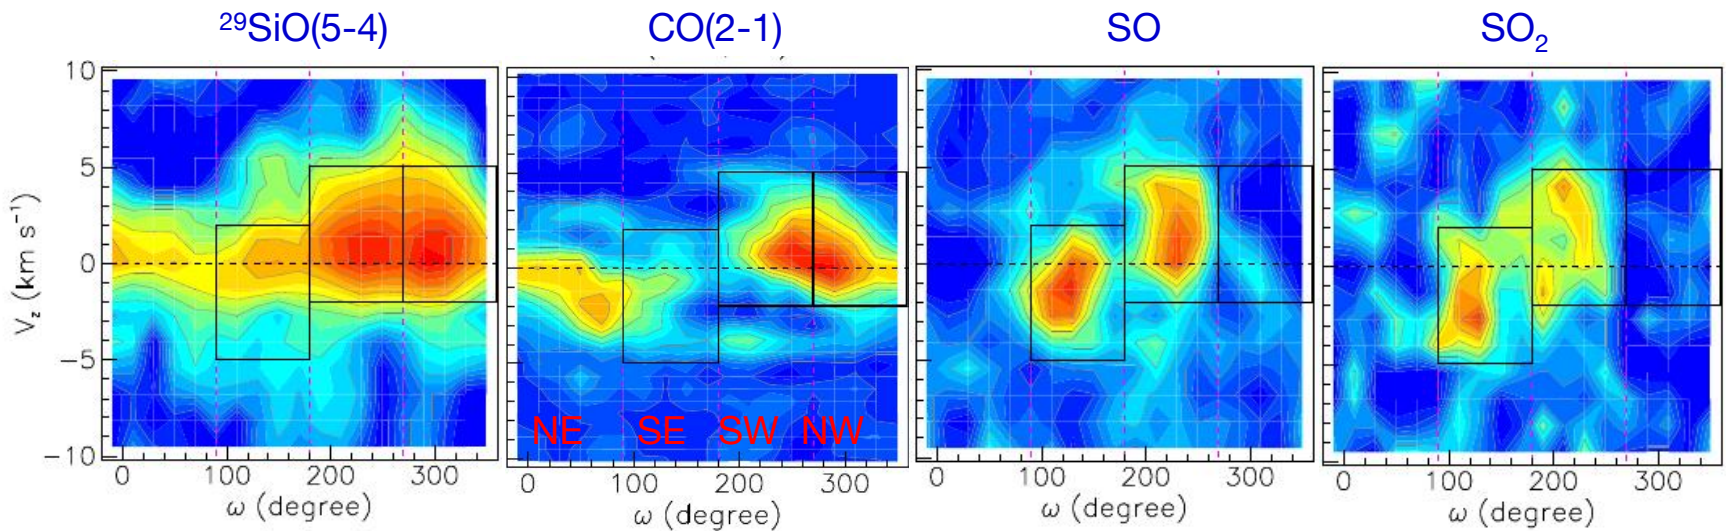 ²⁹SiO(5-4) CO(2-1) SO SO₂
10
5
0
−5
−10
V_z (km s⁻¹)
NE SE SW NW
0 100 200 300
0 100 200 300
0 100 200 300
0 100 200 300
ω (degree)
ω (degree)
ω (degree)
ω (degree)